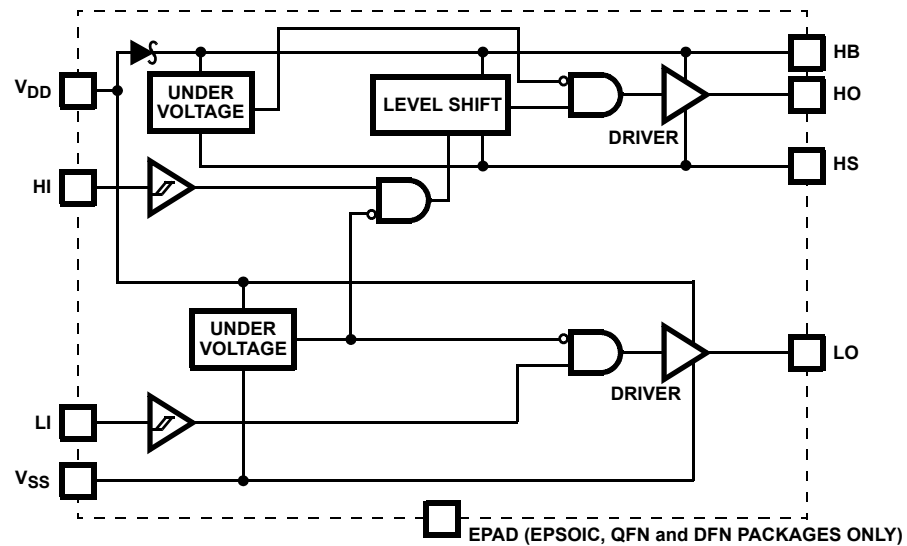 HB
VDD
UNDER
VOLTAGE
LEVEL SHIFT
HO
DRIVER
HS
HI
UNDER
VOLTAGE
LO
DRIVER
LI
VSS
EPAD (EPSOIC, QFN and DFN PACKAGES ONLY)